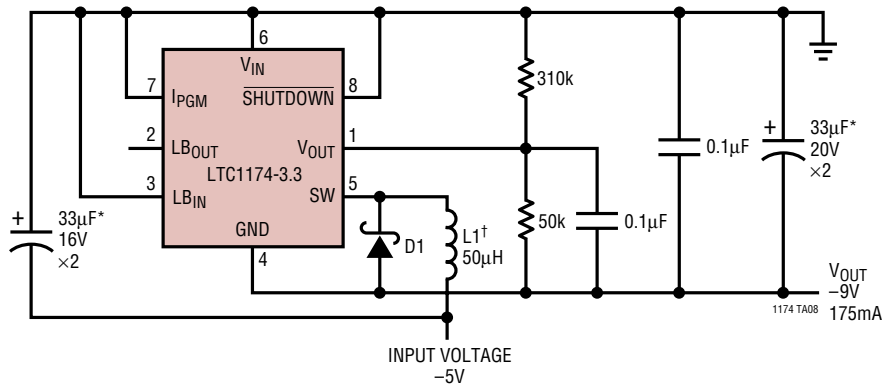 6
V_IN
7
I_PGM
SHUTDOWN
8
310k
2
LB_OUT
V_OUT
1
LTC1174-3.3
3
LB_IN
SW
5
GND
4
+
33µF*
16V
×2
D1
L1†
50µH
50k
0.1µF
0.1µF
+
33µF*
20V
×2
V_OUT
–9V
175mA
1174 TA08
INPUT VOLTAGE
–5V